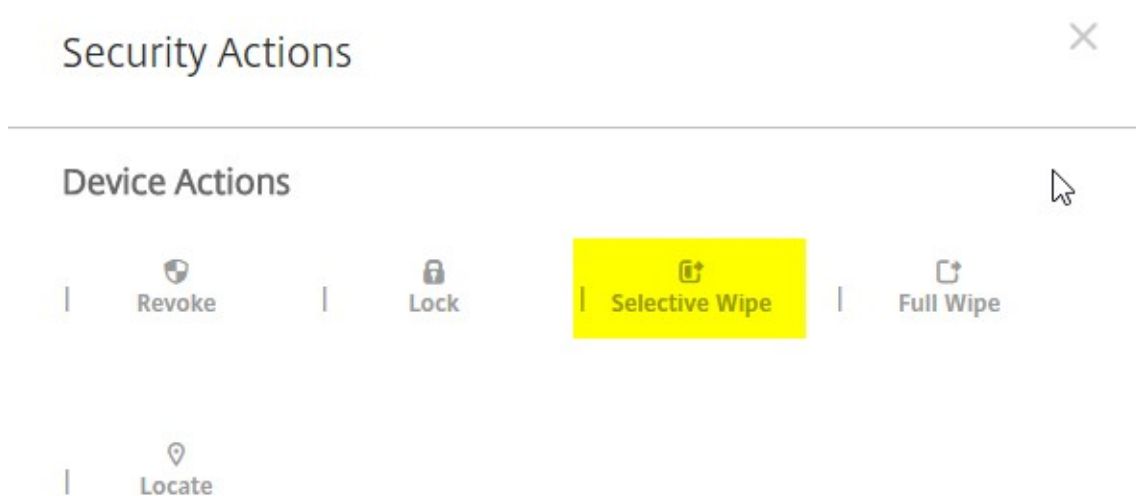 Security Actions
Device Actions
Revoke
Lock
Selective Wipe
Full Wipe
Locate